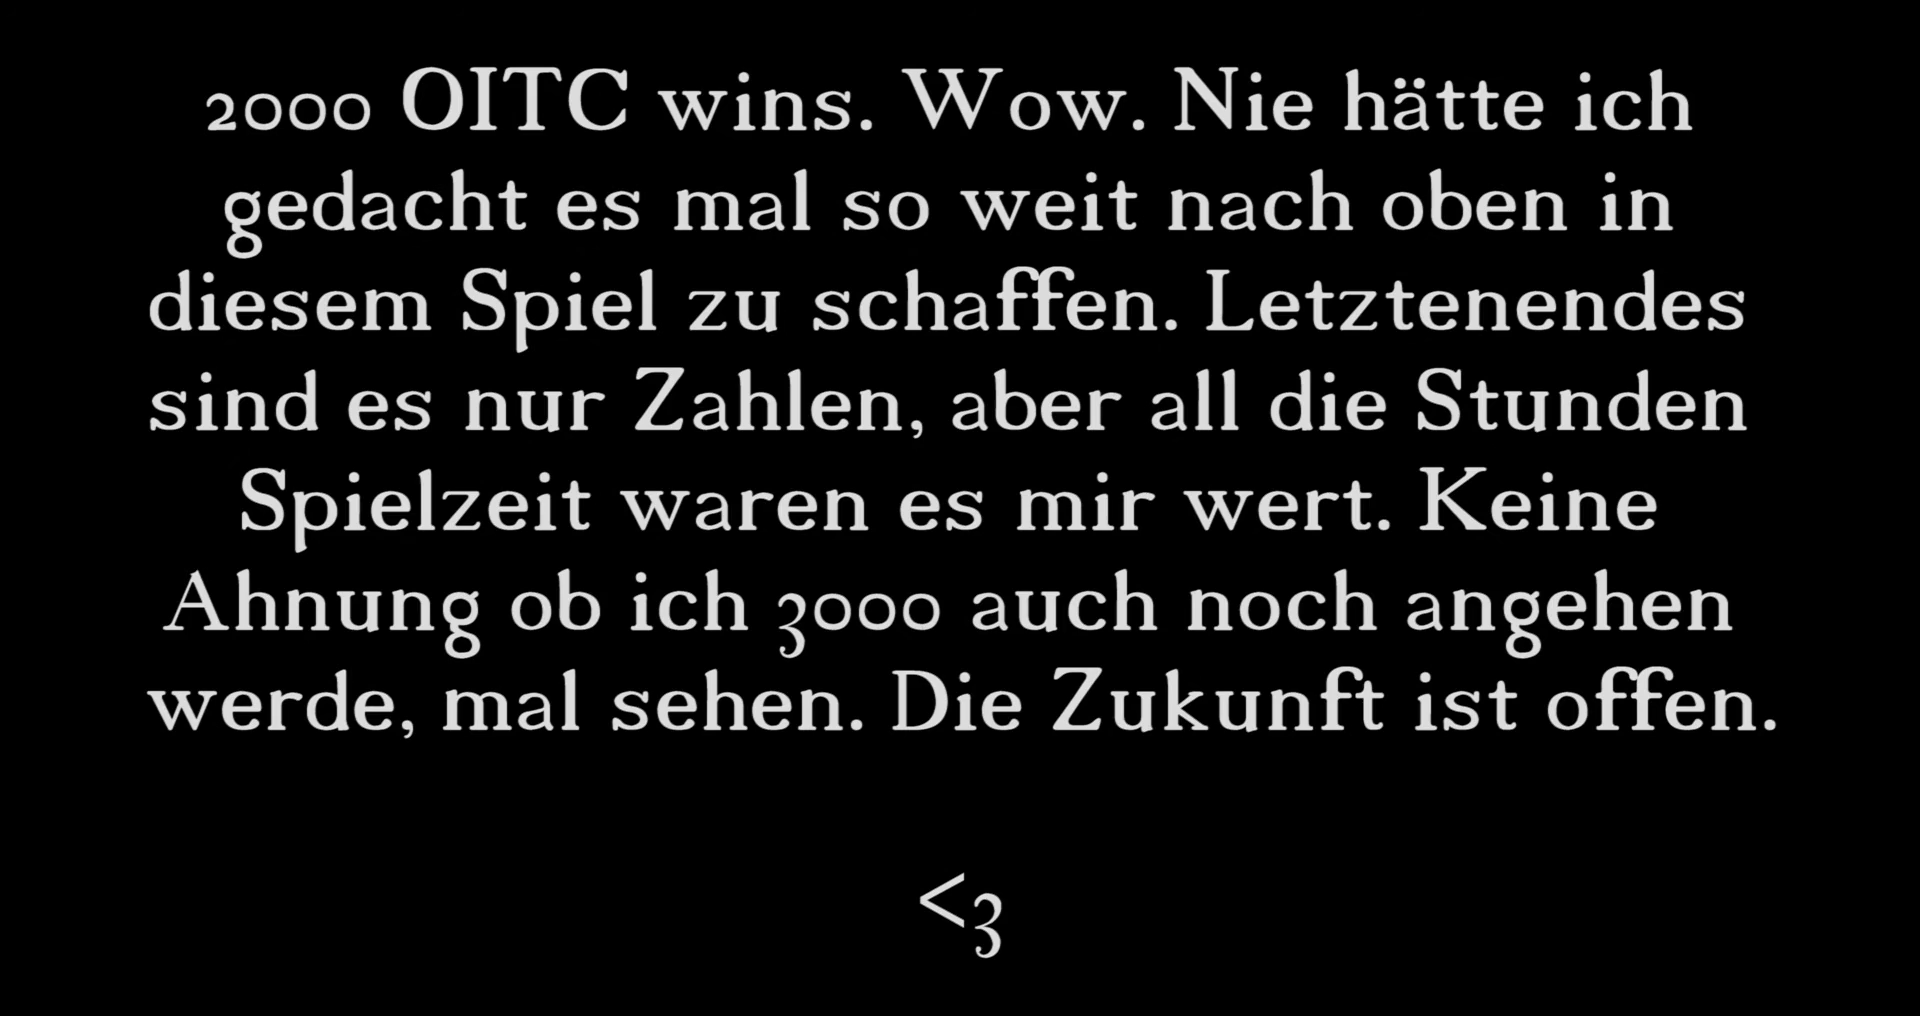 2000 OITC wins. Wow. Nie hätte ich
gedacht es mal so weit nach oben in
diesem Spiel zu schaffen. Letztenendes
sind es nur Zahlen, aber all die Stunden
Spielzeit waren es mir wert. Keine
Ahnung ob ich 3000 auch noch angehen
werde, mal sehen. Die Zukunft ist offen.
<3